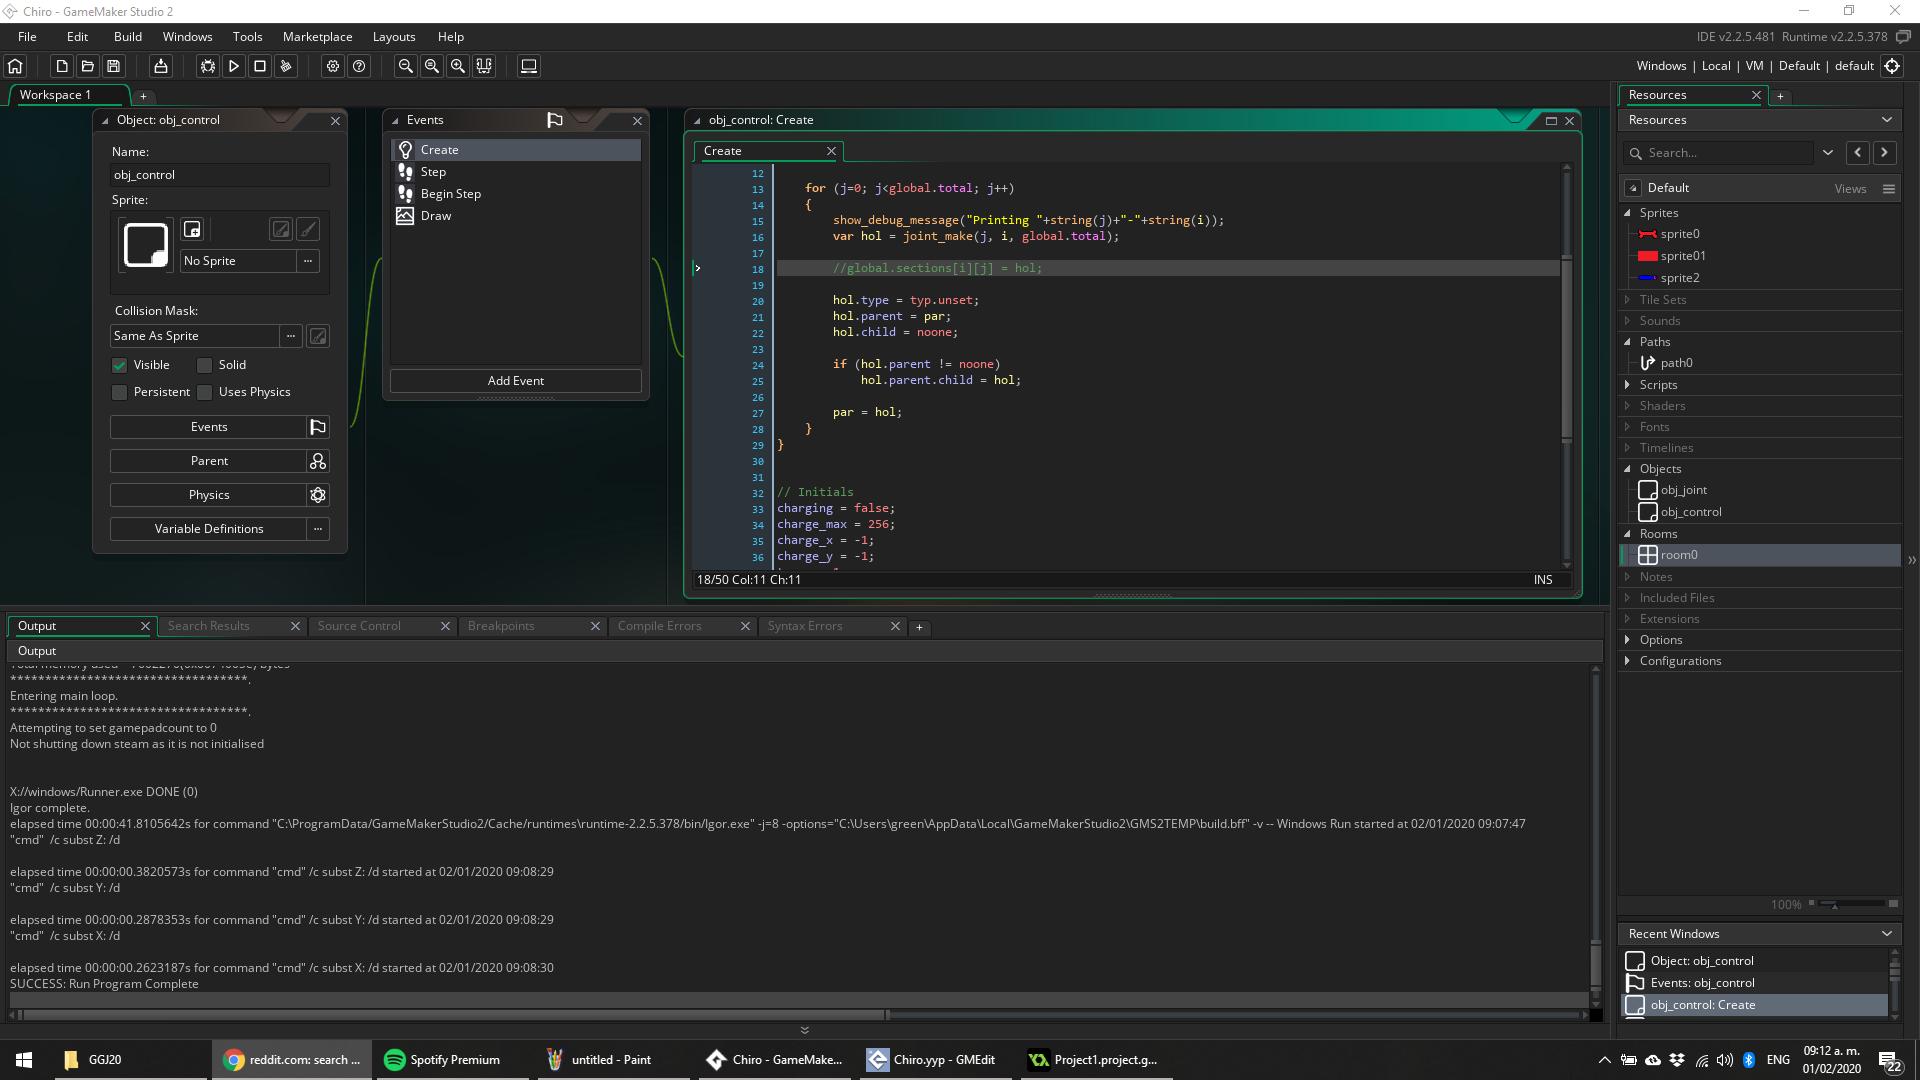 Chiro - GameMaker Studio 2
File Edit Build Windows Tools Marketplace Layouts Help
IDE v2.2.5.481 Runtime v2.2.5.378
Windows | Local | VM | Default | default
Workspace 1
Object: obj_control
Name:
obj_control
Sprite:
No Sprite
Collision Mask:
Same As Sprite
Visible Solid
Persistent Uses Physics
Events
Parent
Physics
Variable Definitions
Events
Create
Step
Begin Step
Draw
Add Event
obj_control: Create
Create
12
13 for (j=0; j<global.total; j++)
14 {
15 show_debug_message("Printing "+string(j)+"-"+string(i));
16 var hol = joint_make(j, i, global.total);
17
18 //global.sections[i][j] = hol;
19
20 hol.type = typ.unset;
21 hol.parent = par;
22 hol.child = noone;
23
24 if (hol.parent != noone)
25 hol.parent.child = hol;
26
27 par = hol;
28 }
29 }
30
31
32 // Initials
33 charging = false;
34 charge_max = 256;
35 charge_x = -1;
36 charge_y = -1;
18/50 Col:11 Ch:11 INS
Resources
Resources
Search...
Default Views
Sprites
sprite0
sprite01
sprite2
Tile Sets
Sounds
Paths
path0
Scripts
Shaders
Fonts
Timelines
Objects
obj_joint
obj_control
Rooms
room0
Notes
Included Files
Extensions
Options
Configurations
100%
Recent Windows
Object: obj_control
Events: obj_control
obj_control: Create
Output Search Results Source Control Breakpoints Compile Errors Syntax Errors
Output
**********************************.
Entering main loop.
**********************************.
Attempting to set gamepadcount to 0
Not shutting down steam as it is not initialised
X://windows/Runner.exe DONE (0)
Igor complete.
elapsed time 00:00:41.8105642s for command "C:\ProgramData/GameMakerStudio2/Cache/runtimes\runtime-2.2.5.378/bin/Igor.exe" -j=8 -options="C:\Users\green\AppData\Local\GameMakerStudio2\GMS2TEMP\build.bff" -v -- Windows Run started at 02/01/2020 09:07:47
"cmd" /c subst Z: /d
elapsed time 00:00:00.3820573s for command "cmd" /c subst Z: /d started at 02/01/2020 09:08:29
"cmd" /c subst Y: /d
elapsed time 00:00:00.2878353s for command "cmd" /c subst Y: /d started at 02/01/2020 09:08:29
"cmd" /c subst X: /d
elapsed time 00:00:00.2623187s for command "cmd" /c subst X: /d started at 02/01/2020 09:08:30
SUCCESS: Run Program Complete
GGJ20
reddit.com: search ...
Spotify Premium
untitled - Paint
Chiro - GameMake...
Chiro.yyp - GMEdit
Project1.project.g...
ENG
09:12 a. m.
01/02/2020
22